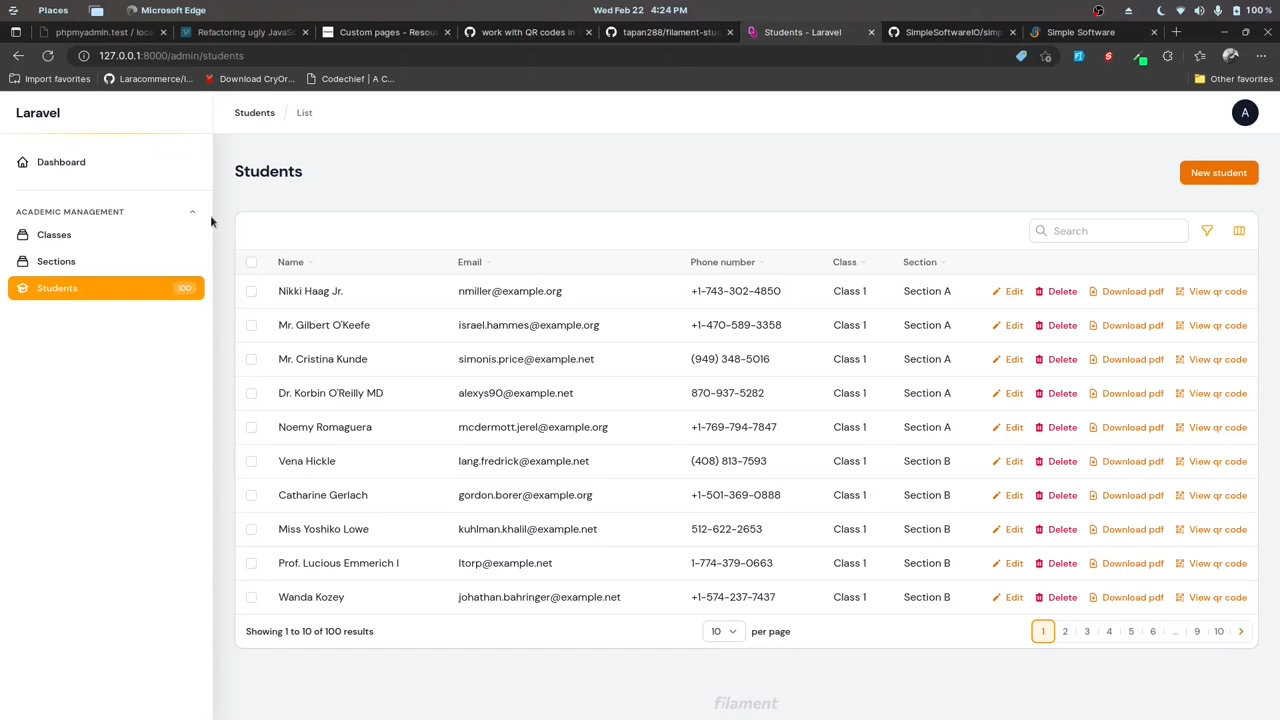 Places Microsoft Edge Wed Feb 22 4:24 PM 100 %
phpmyadmin.test / loca Refactoring ugly JavaS Custom pages - Resou work with QR codes in tapan288/filament-stud Students - Laravel SimpleSoftwareIO/simp Simple Software
127.0.0.1:8000/admin/students
Import favorites Laracommerce/l... Download CryOr... Codechief | A C... Other favorites
Laravel Students / List A
Dashboard
Students New student
ACADEMIC MANAGEMENT
Classes
Sections
Students 100
Search
Name Email Phone number Class Section
Nikki Haag Jr. nmiller@example.org +1-743-302-4850 Class 1 Section A Edit Delete Download pdf View qr code
Mr. Gilbert O'Keefe israel.hammes@example.org +1-470-589-3358 Class 1 Section A Edit Delete Download pdf View qr code
Mr. Cristina Kunde simonis.price@example.net (949) 348-5016 Class 1 Section A Edit Delete Download pdf View qr code
Dr. Korbin O'Reilly MD alexys90@example.net 870-937-5282 Class 1 Section A Edit Delete Download pdf View qr code
Noemy Romaguera mcdermott.jerel@example.org +1-769-794-7847 Class 1 Section A Edit Delete Download pdf View qr code
Vena Hickle lang.fredrick@example.net (408) 813-7593 Class 1 Section B Edit Delete Download pdf View qr code
Catharine Gerlach gordon.borer@example.org +1-501-369-0888 Class 1 Section B Edit Delete Download pdf View qr code
Miss Yoshiko Lowe kuhlman.khalil@example.net 512-622-2653 Class 1 Section B Edit Delete Download pdf View qr code
Prof. Lucious Emmerich I ltorp@example.net 1-774-379-0663 Class 1 Section B Edit Delete Download pdf View qr code
Wanda Kozey johathan.bahringer@example.net +1-574-237-7437 Class 1 Section B Edit Delete Download pdf View qr code
Showing 1 to 10 of 100 results 10 per page 1 2 3 4 5 6 ... 9 10
filament